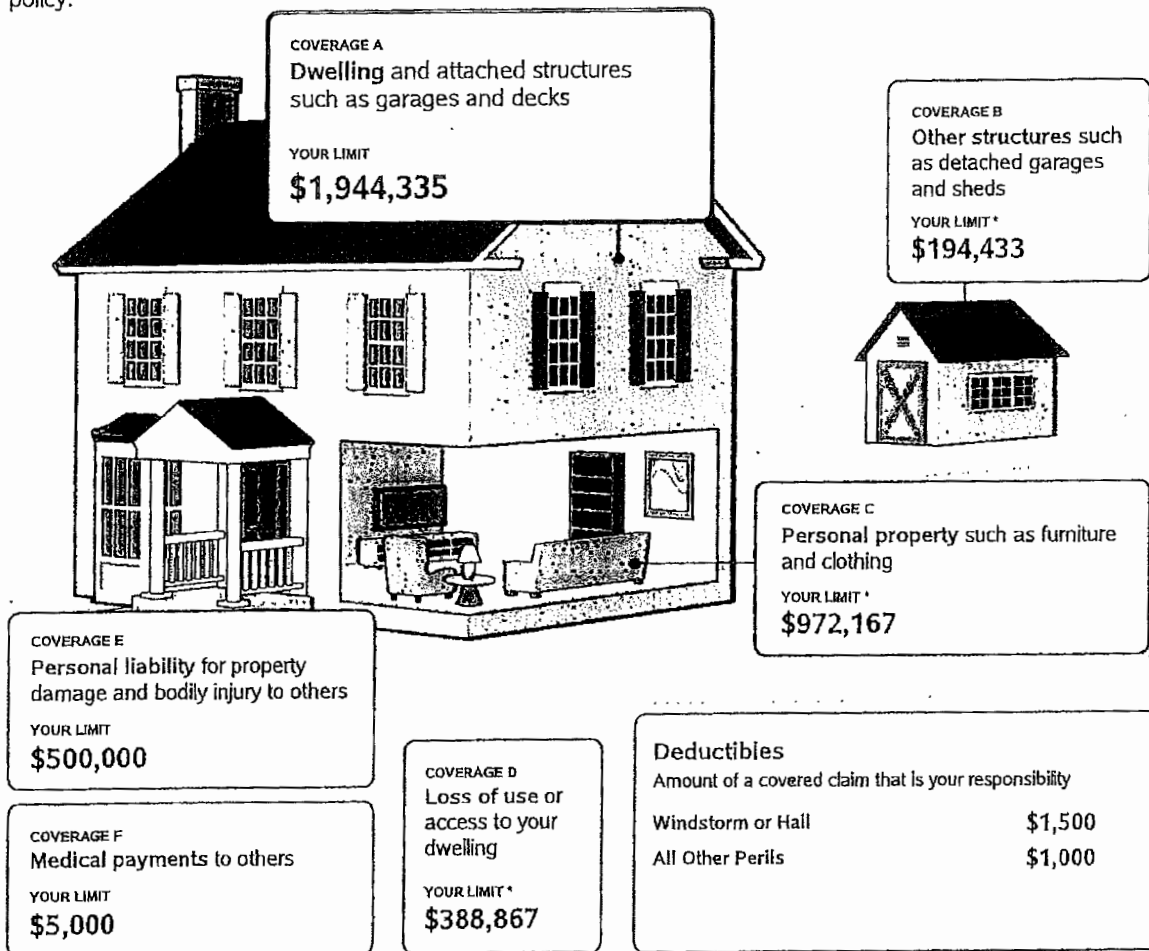 policy.
COVERAGE A
Dwelling and attached structures
such as garages and decks
YOUR LIMIT
$1,944,335
COVERAGE B
Other structures such
as detached garages
and sheds
YOUR LIMIT*
$194,433
COVERAGE C
Personal property such as furniture
and clothing
YOUR LIMIT*
$972,167
COVERAGE E
Personal liability for property
damage and bodily injury to others
YOUR LIMIT
$500,000
COVERAGE F
Medical payments to others
YOUR LIMIT
$5,000
COVERAGE D
Loss of use or
access to your
dwelling
YOUR LIMIT*
$388,867
Deductibles
Amount of a covered claim that is your responsibility
Windstorm or Hail $1,500
All Other Perils $1,000